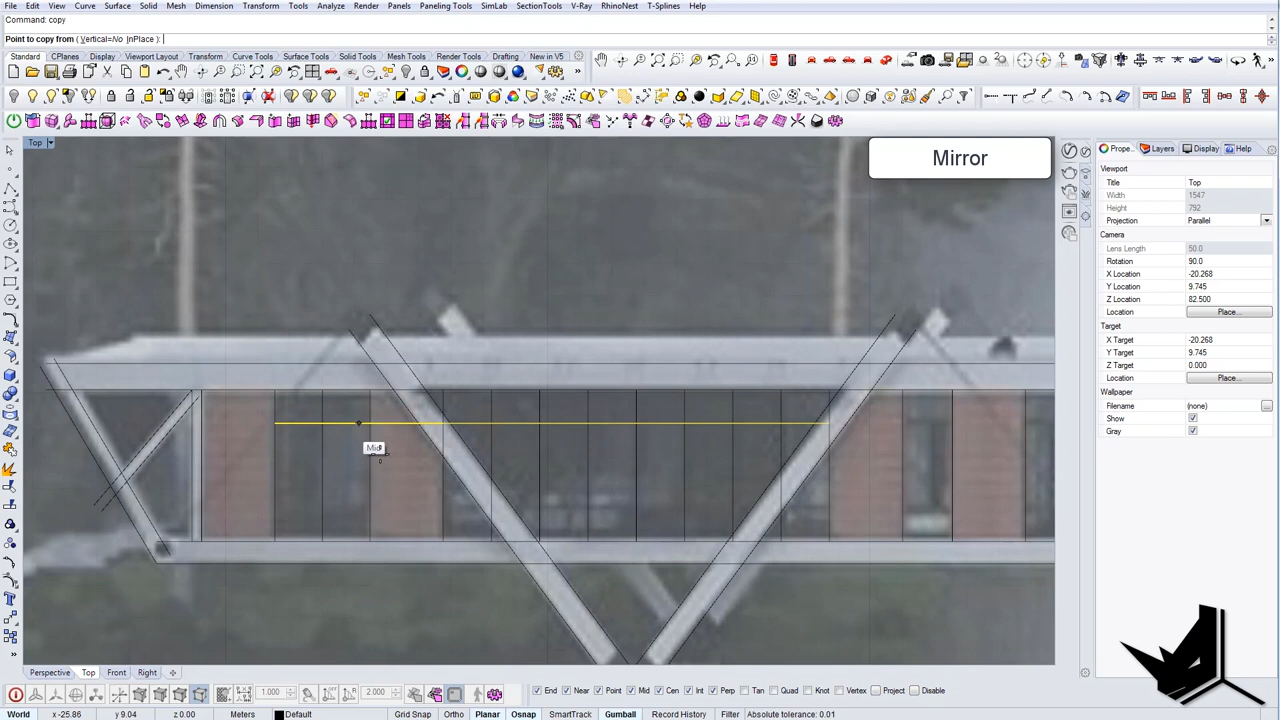 File Edit View Curve Surface Solid Mesh Dimension Transform Tools Analyze Render Panels Paneling Tools SimLab SectionTools V-Ray RhinoNest T-Splines Help
Command: copy
Point to copy from ( Vertical=No InPlace ):
Standard CPlanes Display Viewport Layout Transform Curve Tools Surface Tools Solid Tools Mesh Tools Render Tools Drafting New in V5
Top
Mirror
Prope... Layers Display Help
Viewport
Title Top
Width 1547
Height 792
Projection Parallel
Camera
Lens Length 50.0
Rotation 90.0
X Location -20.268
Y Location 9.745
Z Location 82.500
Location Place...
Target
X Target -20.268
Y Target 9.745
Z Target 0.000
Location Place...
Wallpaper
Filename (none) ...
Show
Gray
Perspective Top Front Right
1.000 2.000 End Near Point Mid Cen Int Perp Tan Quad Knot Vertex Project Disable
World x -25.86 y 9.04 z 0.00 Meters Default Grid Snap Ortho Planar Osnap SmartTrack Gumball Record History Filter Absolute tolerance: 0.01